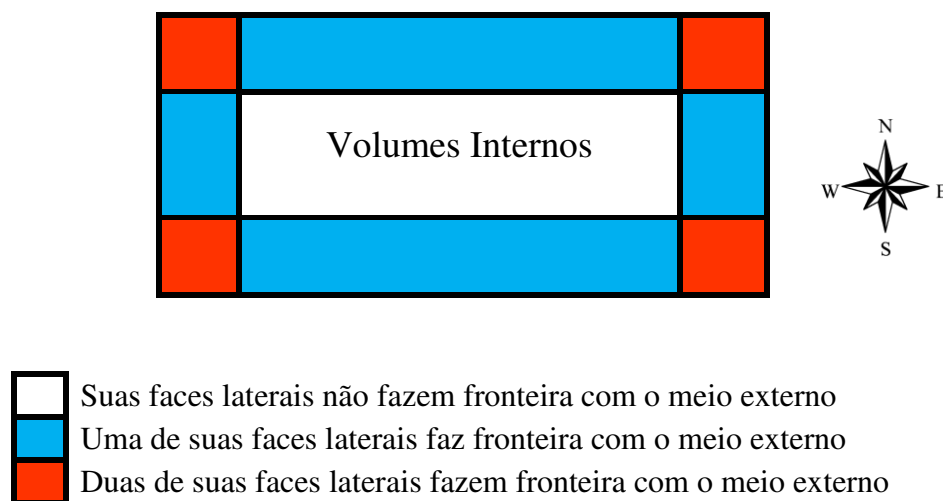 Volumes Internos
N
W E
S
Suas faces laterais não fazem fronteira com o meio externo
Uma de suas faces laterais faz fronteira com o meio externo
Duas de suas faces laterais fazem fronteira com o meio externo